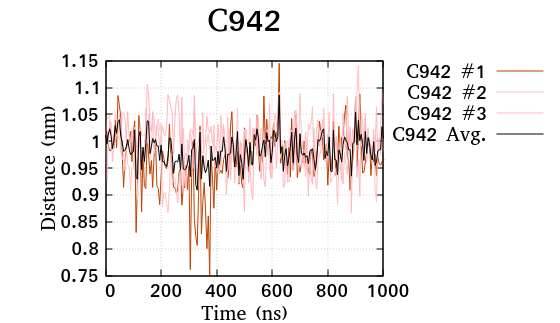 C942
1.15
1.1
1.05
1
0.95
0.9
0.85
0.8
0.75
Distance (nm)
0 200 400 600 800 1000
Time (ns)
C942 #1
C942 #2
C942 #3
C942 Avg.